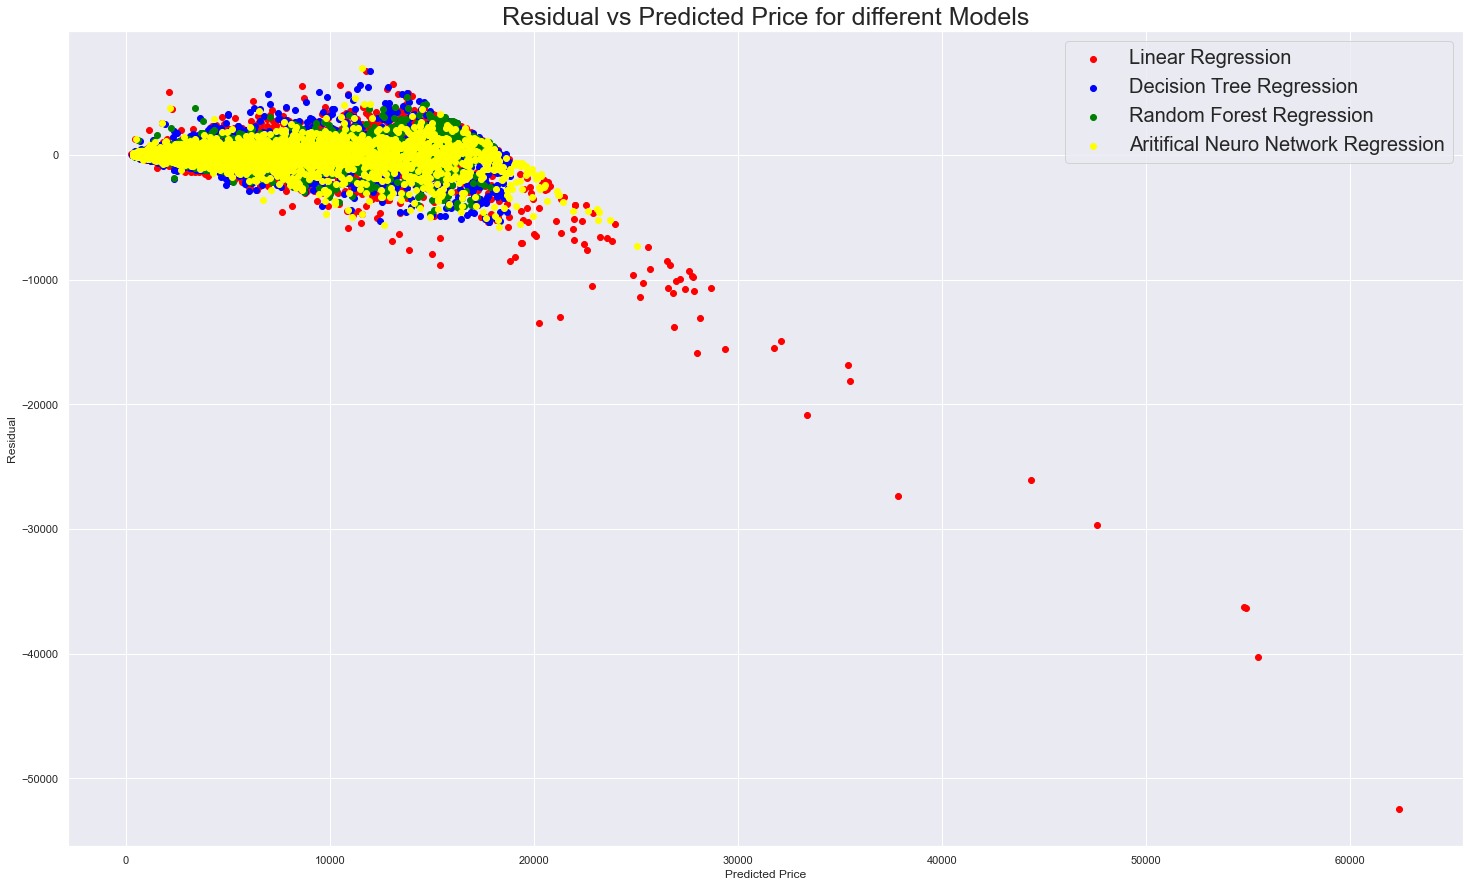 Residual vs Predicted Price for different Models
Linear Regression
Decision Tree Regression
Random Forest Regression
Aritifical Neuro Network Regression
0
−10000
−20000
−30000
−40000
−50000
Residual
0
10000
20000
30000
40000
50000
60000
Predicted Price